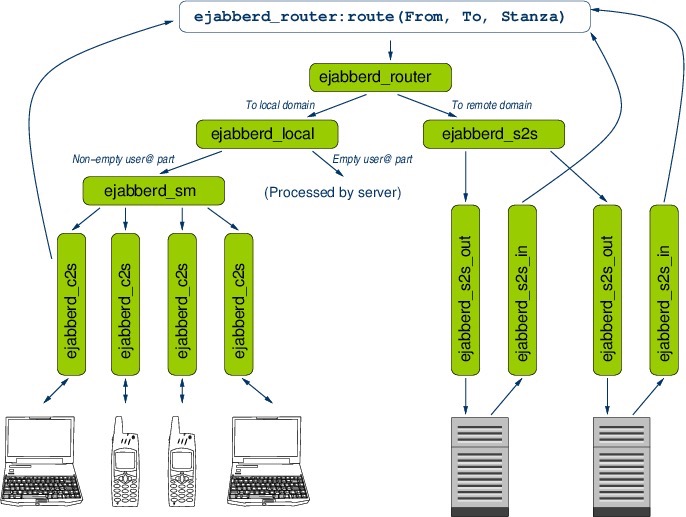 ejabberd_router:route(From, To, Stanza)
ejabberd_router
To local domain
To remote domain
ejabberd_local
ejabberd_s2s
Non-empty user@ part
Empty user@ part
ejabberd_sm
(Processed by server)
ejabberd_c2s
ejabberd_c2s
ejabberd_c2s
ejabberd_c2s
ejabberd_s2s_out
ejabberd_s2s_in
ejabberd_s2s_out
ejabberd_s2s_in